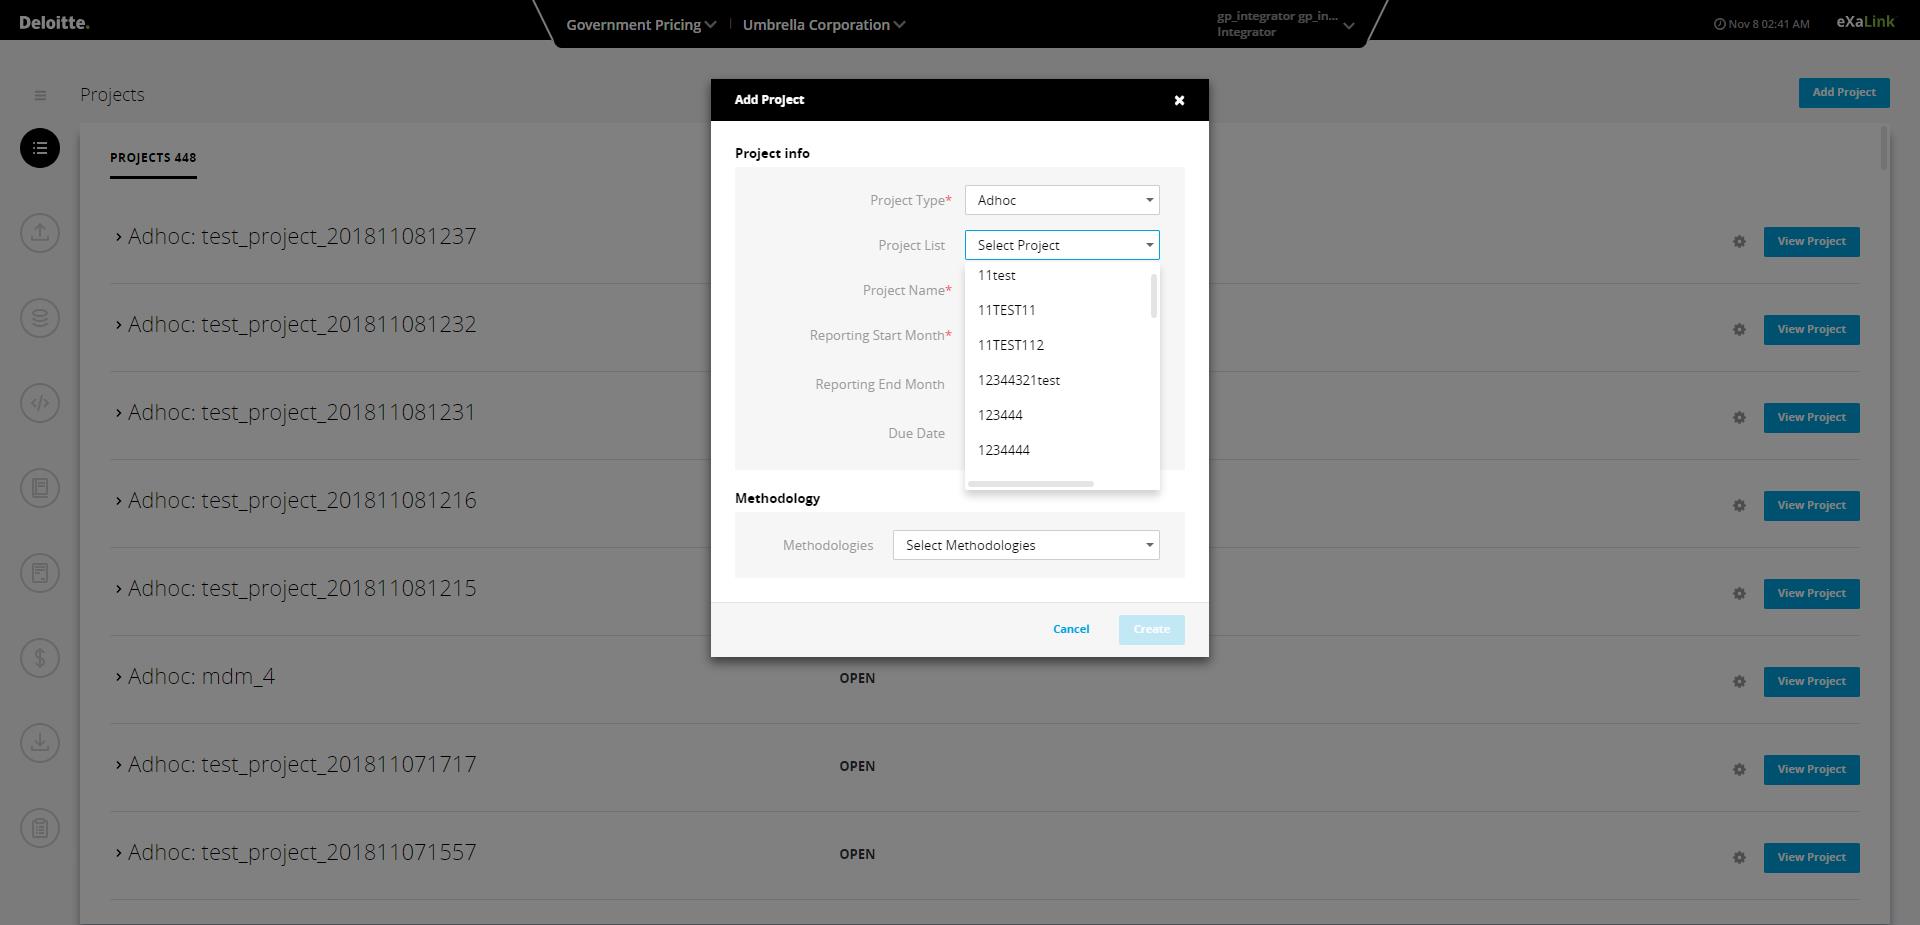 Deloitte.
Government Pricing | Umbrella Corporation
gp_integrator gp_in...
Integrator
Nov 8 02:41 AM
eXaLink
Projects
Add Project
PROJECTS 448
Adhoc: test_project_201811081237
View Project
Adhoc: test_project_201811081232
View Project
Adhoc: test_project_201811081231
View Project
Adhoc: test_project_201811081216
View Project
Adhoc: test_project_201811081215
View Project
Adhoc: mdm_4 OPEN
View Project
Adhoc: test_project_201811071717 OPEN
View Project
Adhoc: test_project_201811071557 OPEN
View Project
Add Project
Project info
Project Type* Adhoc
Project List Select Project
11test
Project Name*
11TEST11
Reporting Start Month*
11TEST112
Reporting End Month
12344321test
123444
Due Date
1234444
Methodology
Methodologies Select Methodologies
Cancel Create